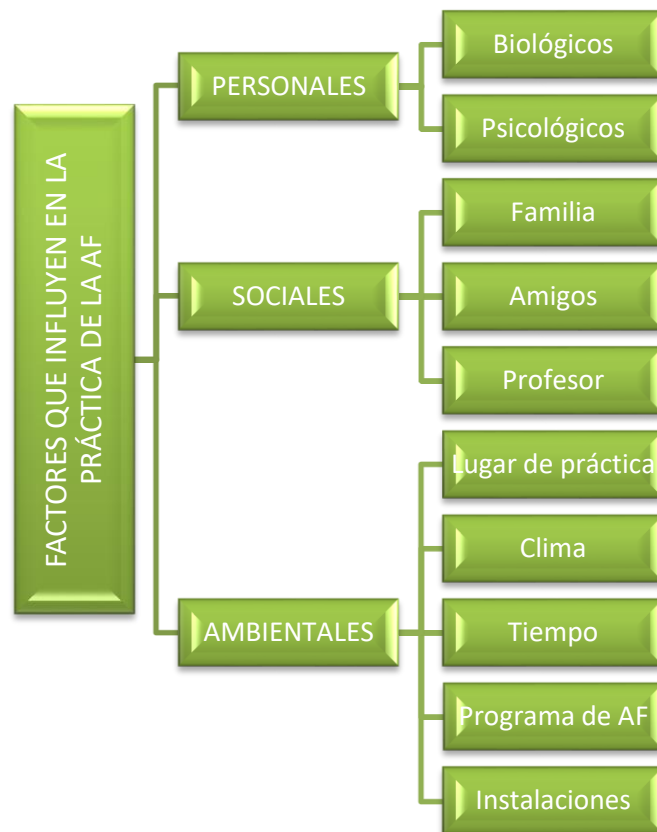 FACTORES QUE INFLUYEN EN LA
PRÁCTICA DE LA AF
PERSONALES
Biológicos
Psicológicos
SOCIALES
Familia
Amigos
Profesor
AMBIENTALES
Lugar de práctica
Clima
Tiempo
Programa de AF
Instalaciones